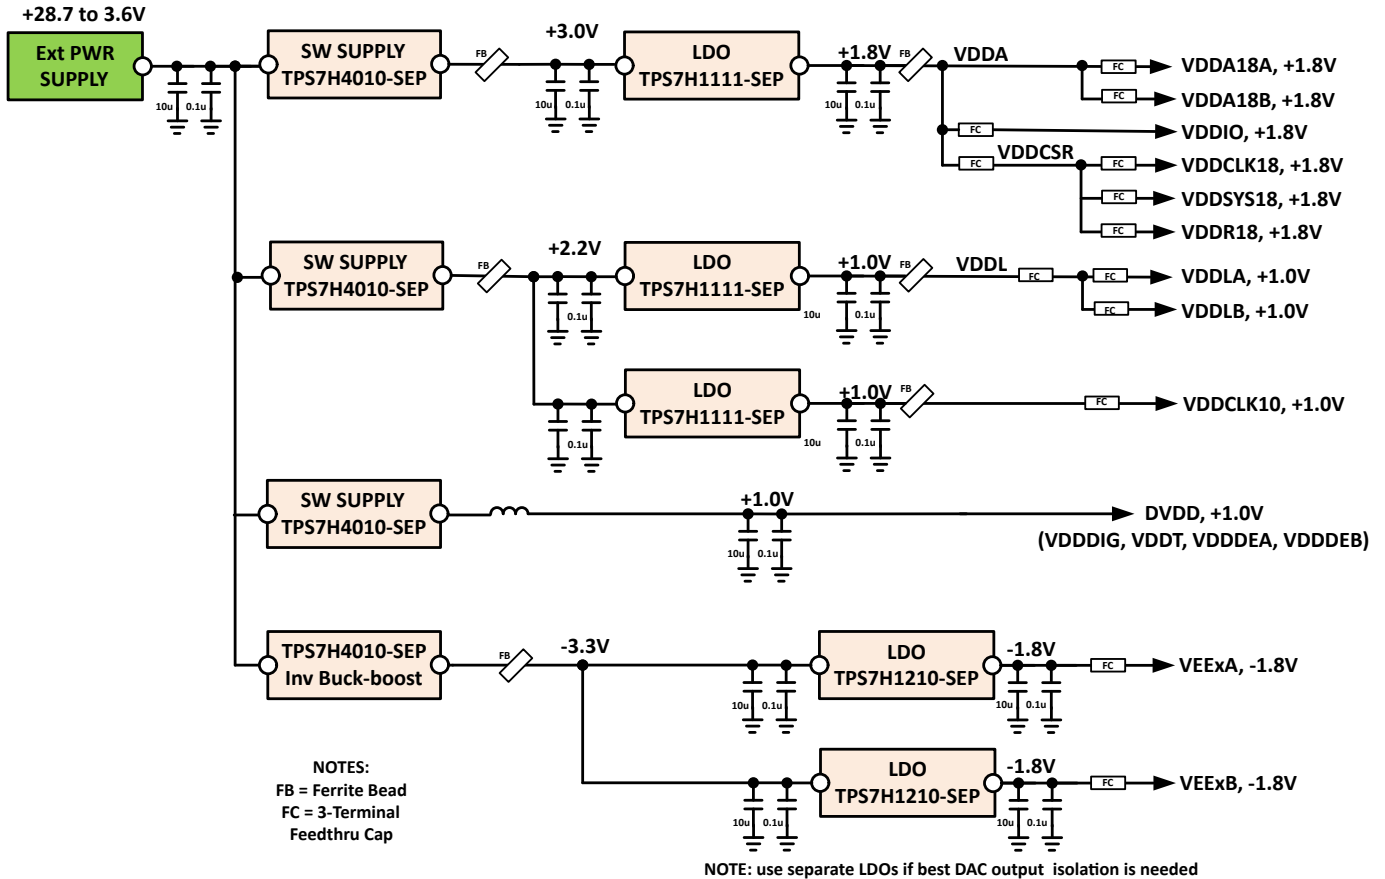 +28.7 to 3.6V
Ext PWR
SUPPLY
10u
0.1u
SW SUPPLY
TPS7H4010-SEP
FB
+3.0V
10u
0.1u
LDO
TPS7H1111-SEP
+1.8V
10u
0.1u
FB
VDDA
FC
VDDA18A, +1.8V
VDDA18B, +1.8V
FC
FC
VDDIO, +1.8V
FC
VDDCSR
FC
VDDCLK18, +1.8V
FC
VDDSYS18, +1.8V
FC
VDDR18, +1.8V
SW SUPPLY
TPS7H4010-SEP
FB
+2.2V
0.1u
LDO
TPS7H1111-SEP
+1.0V
10u
0.1u
FB
VDDL
FC
FC
VDDLA, +1.0V
FC
VDDLB, +1.0V
0.1u
LDO
TPS7H1111-SEP
+1.0V
10u
0.1u
FB
FC
VDDCLK10, +1.0V
SW SUPPLY
TPS7H4010-SEP
+1.0V
10u
0.1u
DVDD, +1.0V
(VDDDIG, VDDT, VDDDEA, VDDDEB)
TPS7H4010-SEP
Inv Buck-boost
FB
-3.3V
10u
0.1u
LDO
TPS7H1210-SEP
-1.8V
10u
0.1u
FC
VEExA, -1.8V
10u
0.1u
LDO
TPS7H1210-SEP
-1.8V
10u
0.1u
FC
VEExB, -1.8V
NOTES:
FB = Ferrite Bead
FC = 3-Terminal
Feedthru Cap
NOTE: use separate LDOs if best DAC output isolation is needed